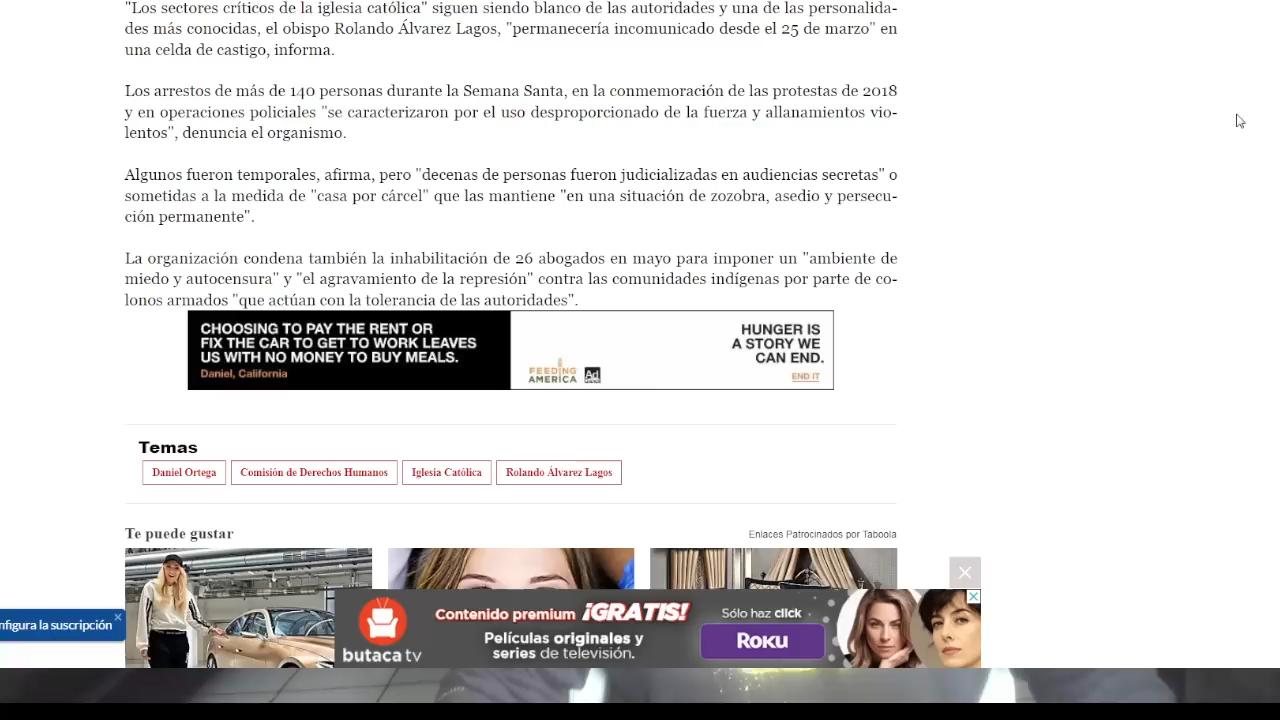 "Los sectores críticos de la iglesia católica" siguen siendo blanco de las autoridades y una de las personalida-
des más conocidas, el obispo Rolando Álvarez Lagos, "permanecería incomunicado desde el 25 de marzo" en
una celda de castigo, informa.
Los arrestos de más de 140 personas durante la Semana Santa, en la conmemoración de las protestas de 2018
y en operaciones policiales "se caracterizaron por el uso desproporcionado de la fuerza y allanamientos vio-
lentos", denuncia el organismo.
Algunos fueron temporales, afirma, pero "decenas de personas fueron judicializadas en audiencias secretas" o
sometidas a la medida de "casa por cárcel" que las mantiene "en una situación de zozobra, asedio y persecu-
ción permanente".
La organización condena también la inhabilitación de 26 abogados en mayo para imponer un "ambiente de
miedo y autocensura" y "el agravamiento de la represión" contra las comunidades indígenas por parte de co-
lonos armados "que actúan con la tolerancia de las autoridades".
CHOOSING TO PAY THE RENT OR
FIX THE CAR TO GET TO WORK LEAVES
US WITH NO MONEY TO BUY MEALS.
Daniel, California
FEEDING
AMERICA
Ad
HUNGER IS
A STORY WE
CAN END.
END IT
Temas
Daniel Ortega
Comisión de Derechos Humanos
Iglesia Católica
Rolando Álvarez Lagos
Te puede gustar
Enlaces Patrocinados por Taboola
nfigura la suscripción
butaca tv
Contenido premium ¡GRATIS!
Películas originales y
series de televisión.
Sólo haz click
Roku